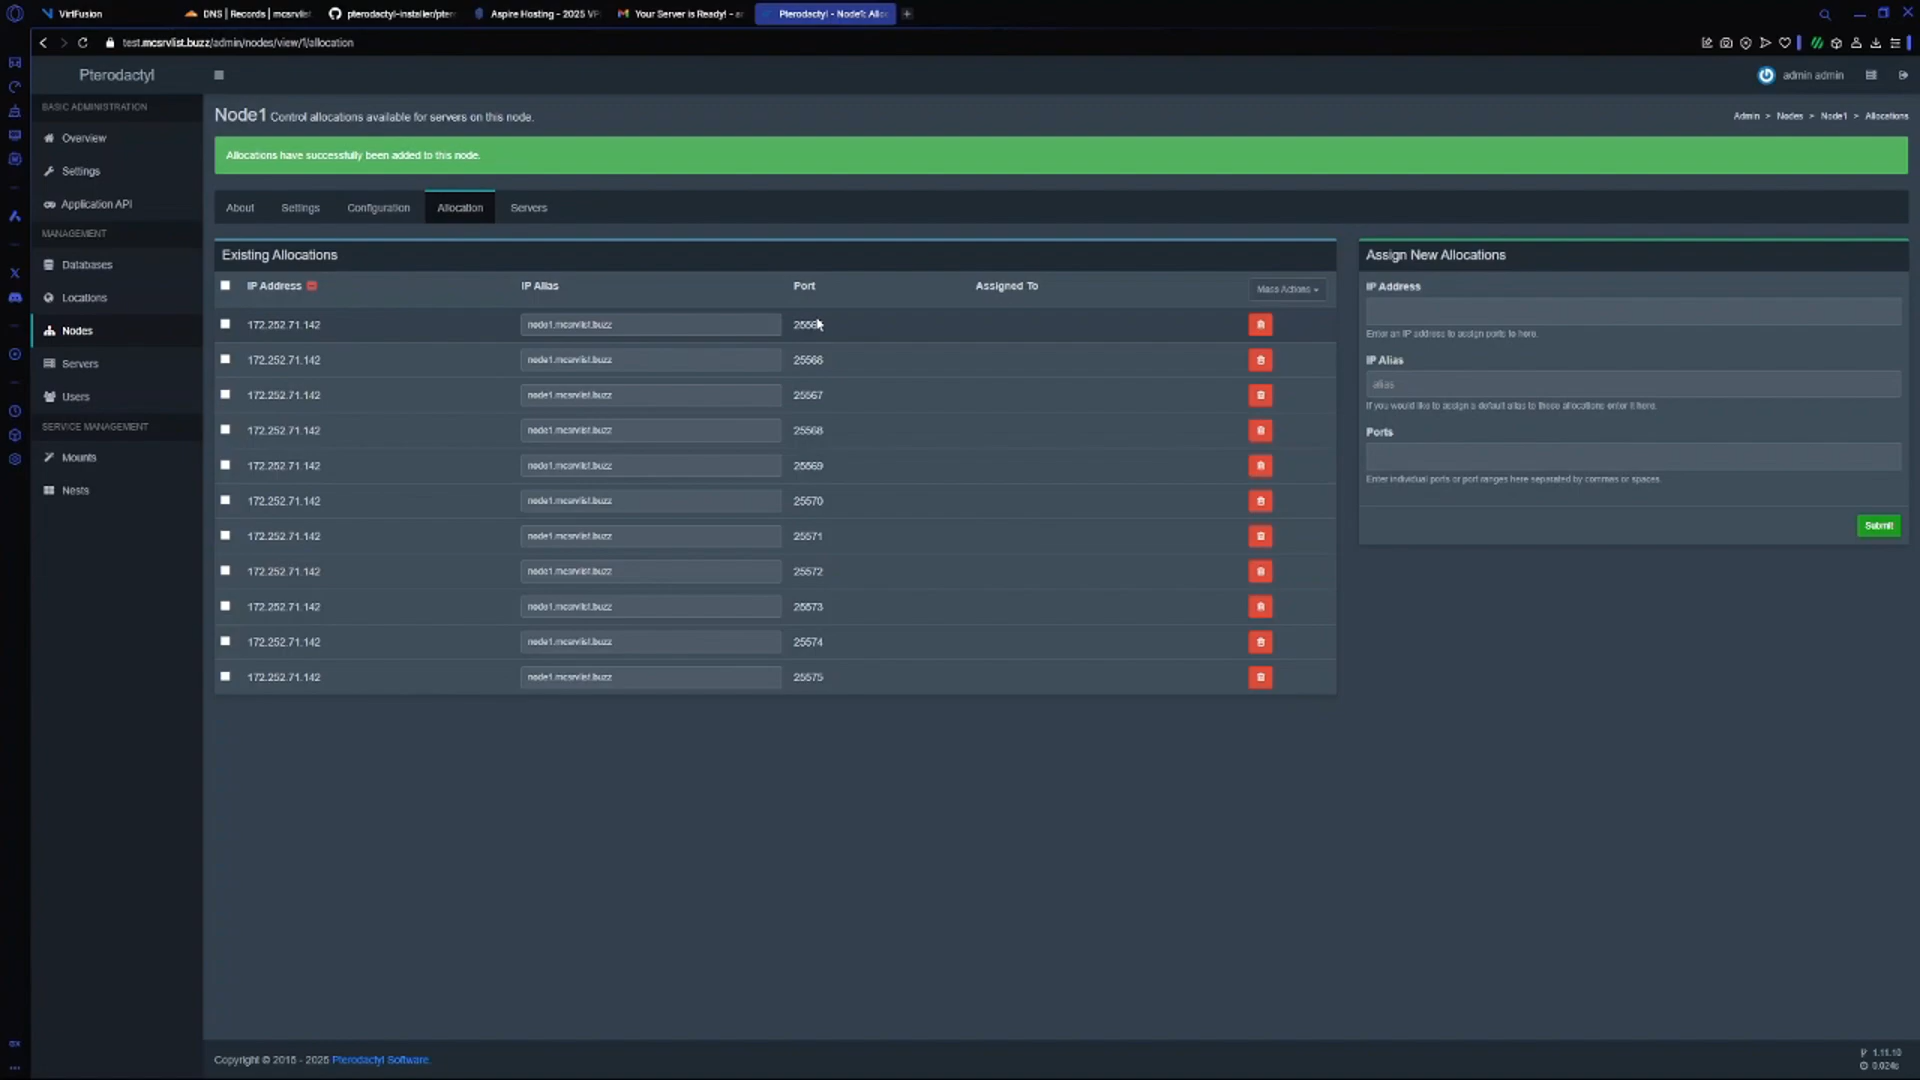 VirtFusion
DNS | Records | mcsrvlist
pterodactyl-installer/pter
Aspire Hosting - 2025 VP
Your Server is Ready! - a
Pterodactyl - Node1: Allo
test.mcsrvlist.buzz/admin/nodes/view/1/allocation
Pterodactyl
admin admin
BASIC ADMINISTRATION
Overview
Settings
Application API
MANAGEMENT
Databases
Locations
Nodes
Servers
Users
SERVICE MANAGEMENT
Mounts
Nests
Node1 Control allocations available for servers on this node.
Admin > Nodes > Node1 > Allocations
Allocations have successfully been added to this node.
About
Settings
Configuration
Allocation
Servers
Existing Allocations
IP Address
IP Alias
Port
Assigned To
Mass Actions
172.252.71.142 node1.mcsrvlist.buzz
172.252.71.142 node1.mcsrvlist.buzz 25566
172.252.71.142 node1.mcsrvlist.buzz 25567
172.252.71.142 node1.mcsrvlist.buzz 25568
172.252.71.142 node1.mcsrvlist.buzz 25569
172.252.71.142 node1.mcsrvlist.buzz 25570
172.252.71.142 node1.mcsrvlist.buzz 25571
172.252.71.142 node1.mcsrvlist.buzz 25572
172.252.71.142 node1.mcsrvlist.buzz 25573
172.252.71.142 node1.mcsrvlist.buzz 25574
172.252.71.142 node1.mcsrvlist.buzz 25575
Assign New Allocations
IP Address
Enter an IP address to assign ports to here.
IP Alias
alias
If you would like to assign a default alias to these allocations enter it here.
Ports
Enter individual ports or port ranges here separated by commas or spaces.
Submit
Copyright © 2015 - 2025 Pterodactyl Software.
1.11.10
0.024s